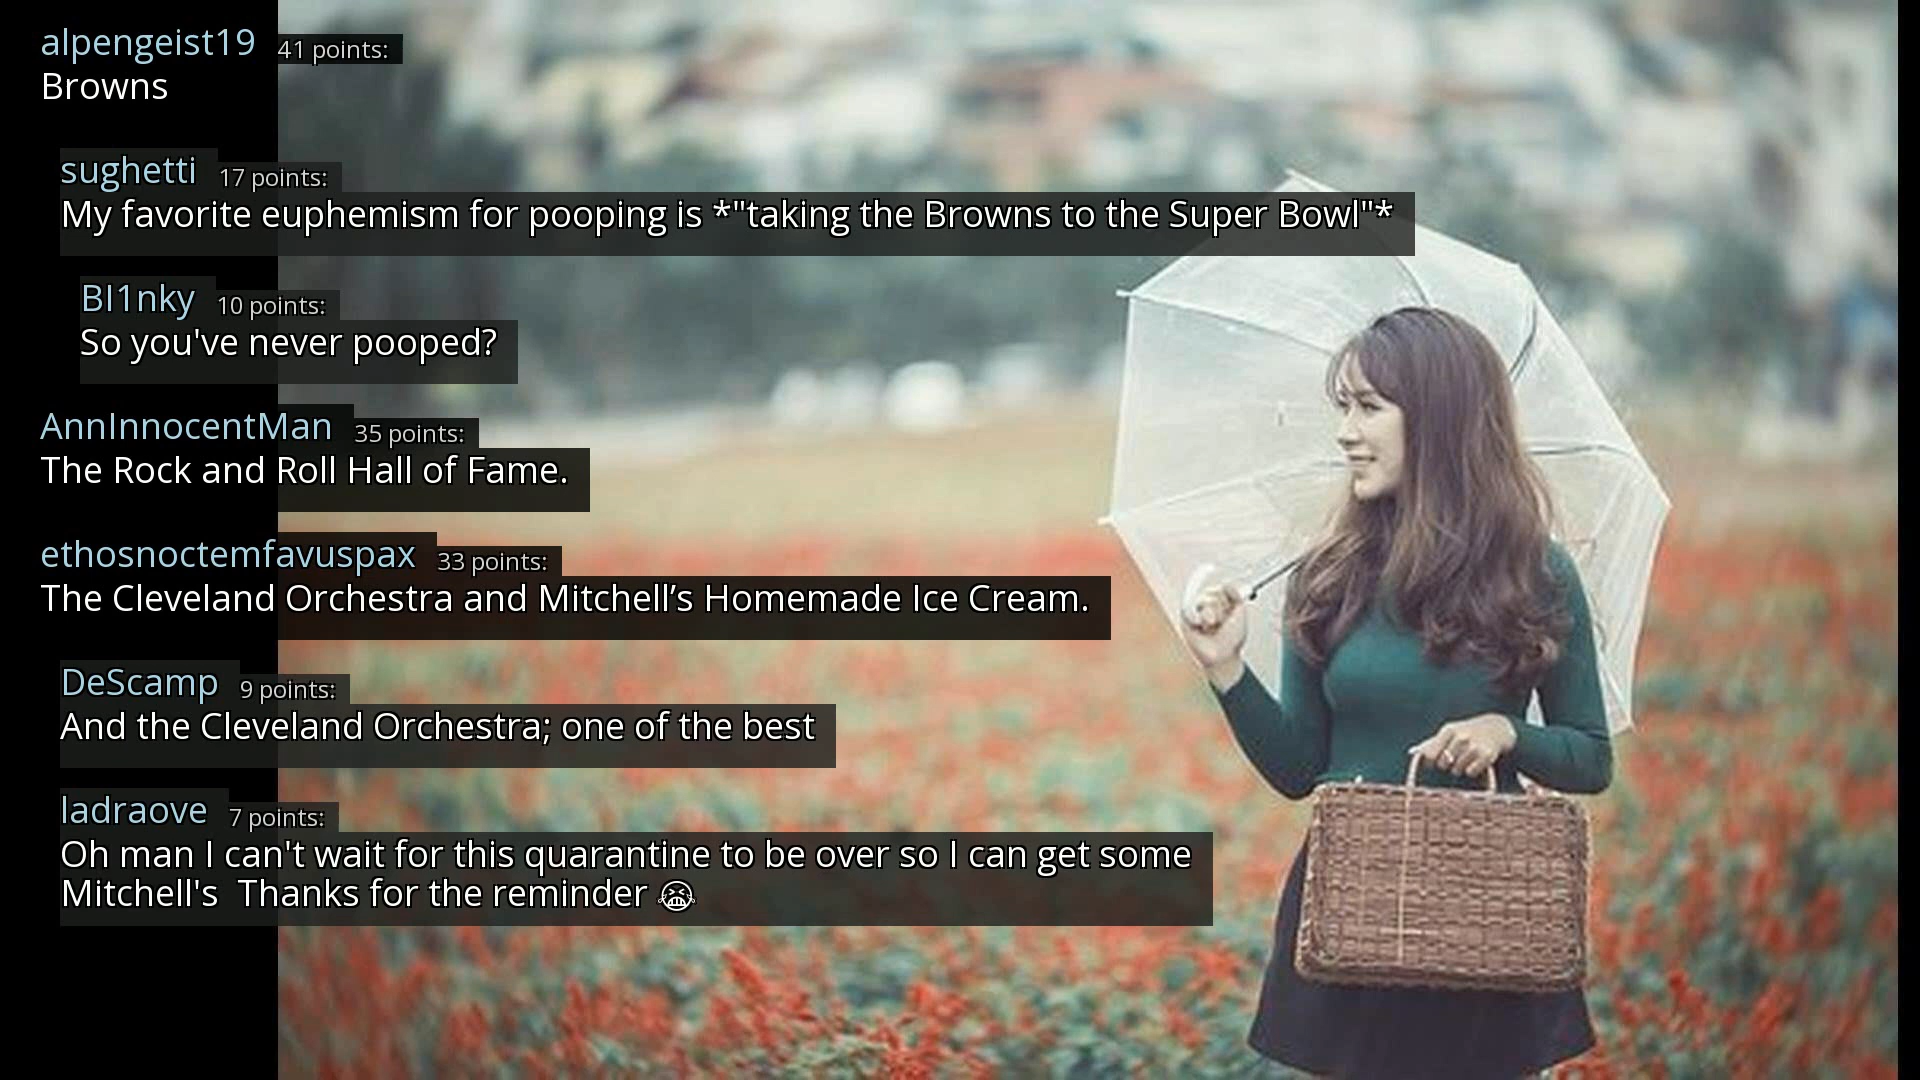 alpengeist19 41 points:
Browns
sughetti 17 points:
My favorite euphemism for pooping is *"taking the Browns to the Super Bowl"*
BI1nky 10 points:
So you've never pooped?
AnnInnocentMan 35 points:
The Rock and Roll Hall of Fame.
ethosnoctemfavuspax 33 points:
The Cleveland Orchestra and Mitchell’s Homemade Ice Cream.
DeScamp 9 points:
And the Cleveland Orchestra; one of the best
ladraove 7 points:
Oh man I can't wait for this quarantine to be over so I can get some
Mitchell's  Thanks for the reminder 😭